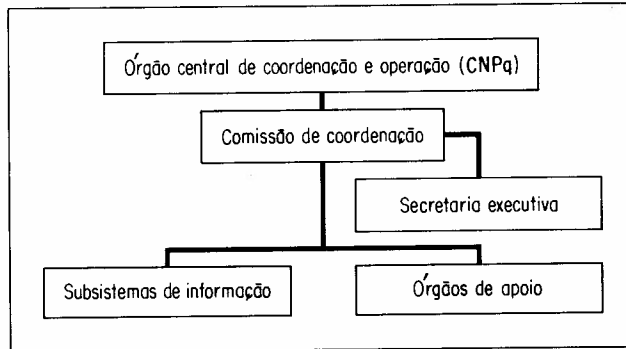 Órgão central de coordenação e operação (CNPq)
Comissão de coordenação
Secretaria executiva
Subsistemas de informação
Órgãos de apoio